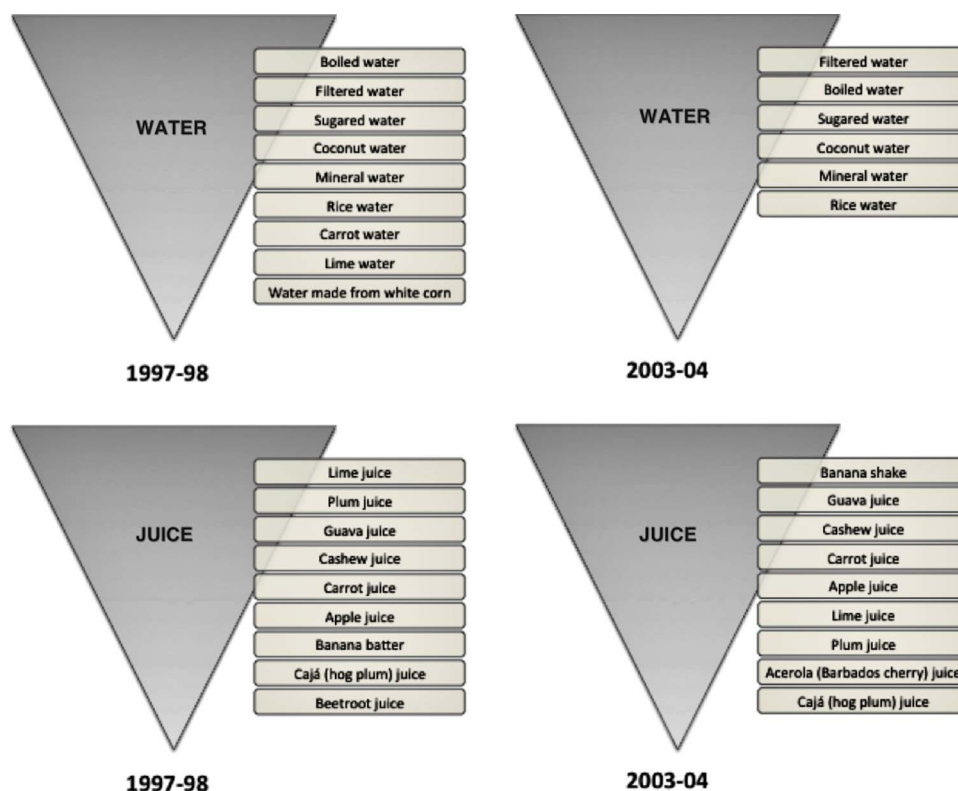 WATER
Boiled water
Filtered water
Sugared water
Coconut water
Mineral water
Rice water
Carrot water
Lime water
Water made from white corn
1997-98
WATER
Filtered water
Boiled water
Sugared water
Coconut water
Mineral water
Rice water
2003-04
JUICE
Lime juice
Plum juice
Guava juice
Cashew juice
Carrot juice
Apple juice
Banana batter
Cajá (hog plum) juice
Beetroot juice
1997-98
JUICE
Banana shake
Guava juice
Cashew juice
Carrot juice
Apple juice
Lime juice
Plum juice
Acerola (Barbados cherry) juice
Cajá (hog plum) juice
2003-04